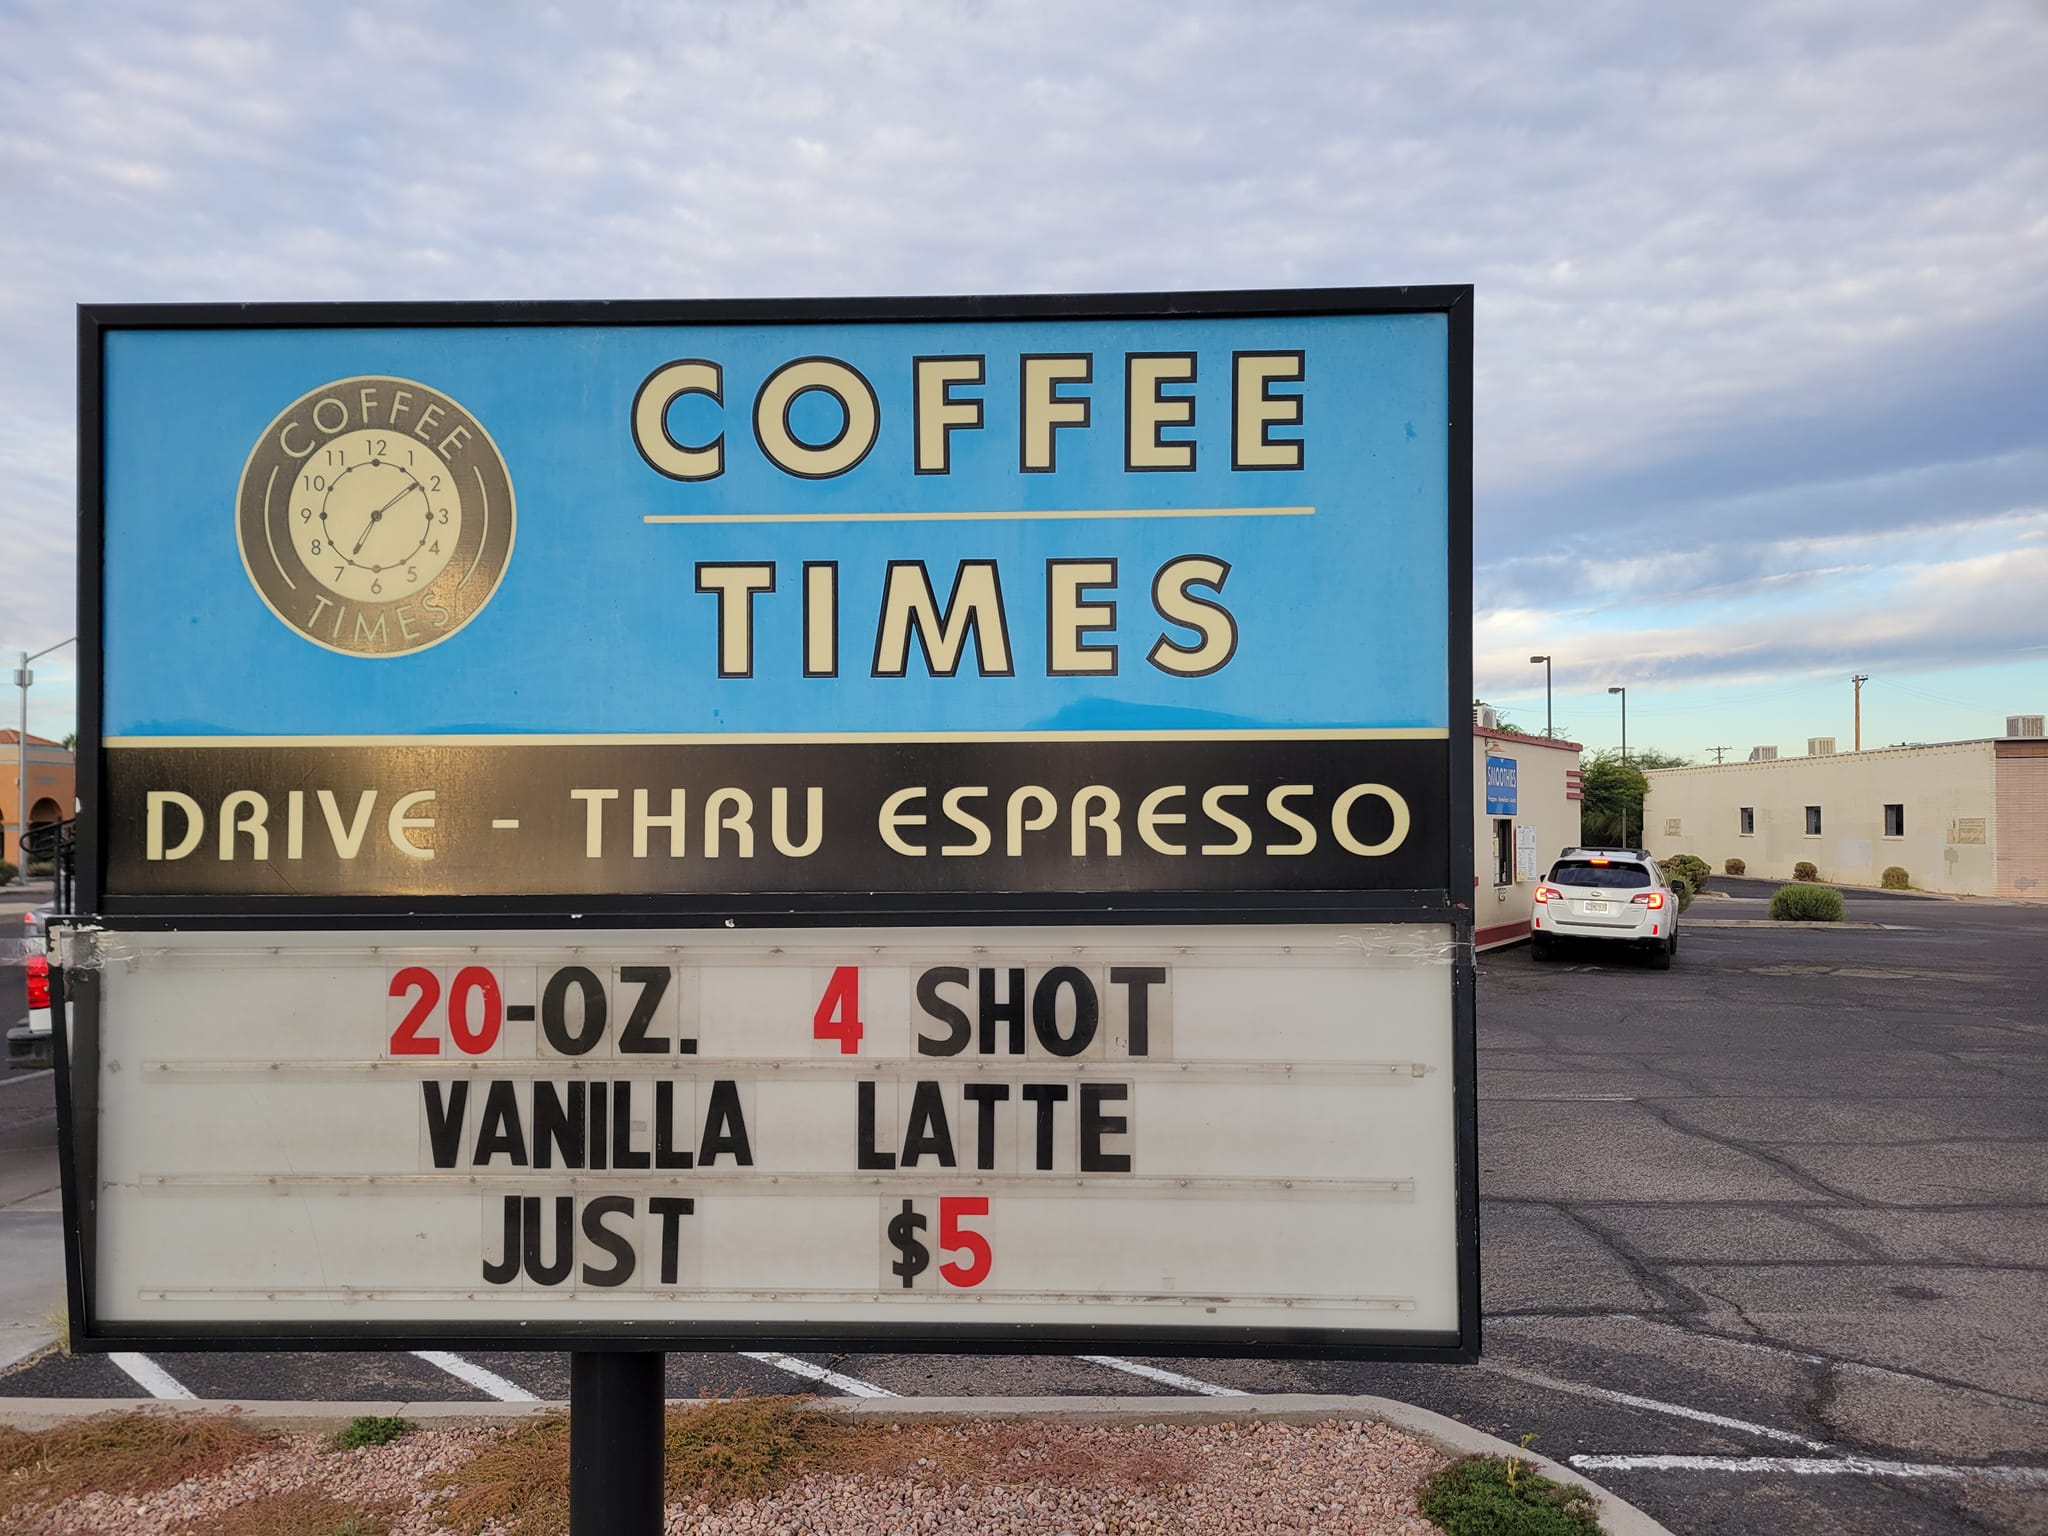 COFFEE
TIMES
COFFEE
12
11 1
10 2
9 3
8 4
7 5
6
TIMES
DRIVE - THRU ESPRESSO
20-OZ. 4 SHOT
VANILLA LATTE
JUST $5
SMOOTHIES